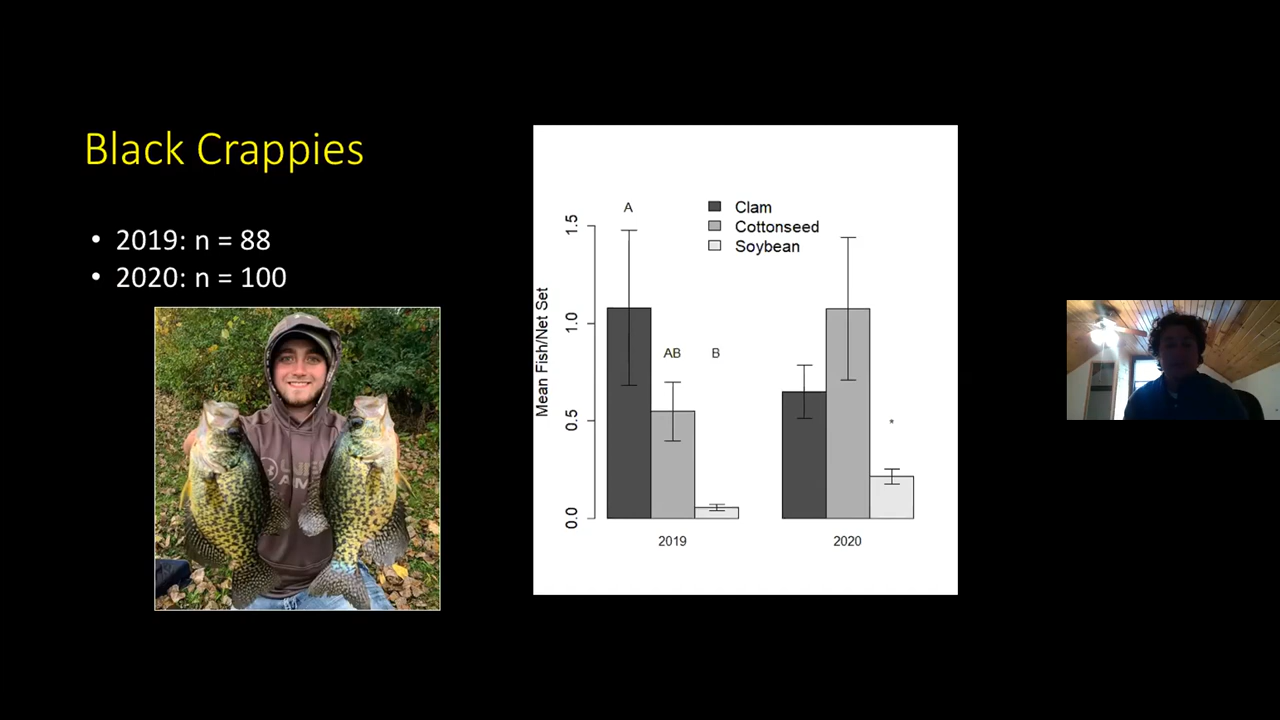 Black Crappies
• 2019: n = 88
• 2020: n = 100
Clam
Cottonseed
Soybean
A
AB
B
*
Mean Fish/Net Set
1.5
1.0
0.5
0.0
2019
2020